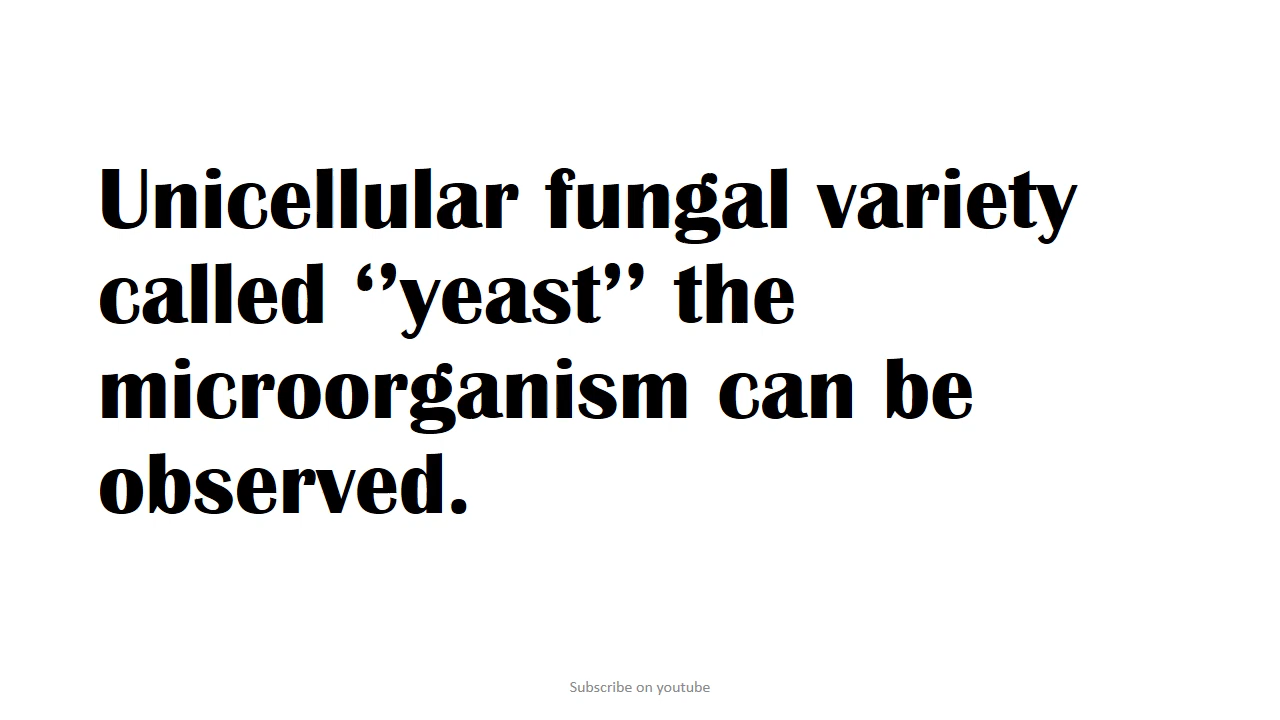 Unicellular fungal variety
called ‘’yeast’’ the
microorganism can be
observed.
Subscribe on youtube